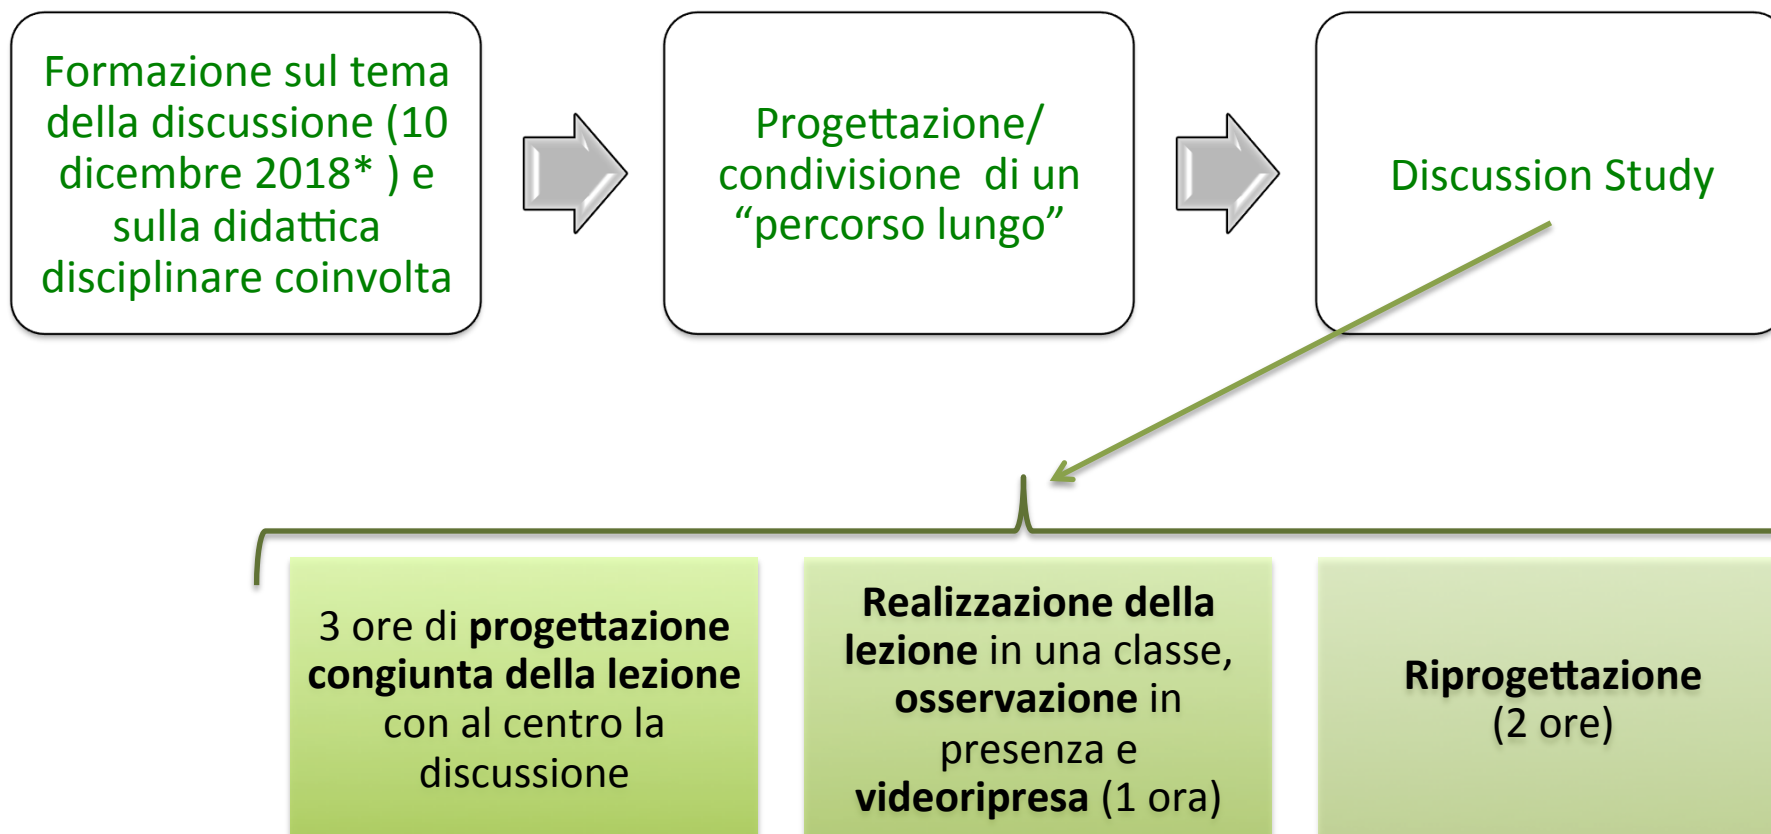 Formazione sul tema
della discussione (10
dicembre 2018* ) e
sulla didattica
disciplinare coinvolta
Progettazione/
condivisione di un
“percorso lungo”
Discussion Study
3 ore di progettazione
congiunta della lezione
con al centro la
discussione
Realizzazione della
lezione in una classe,
osservazione in
presenza e
videoripresa (1 ora)
Riprogettazione
(2 ore)